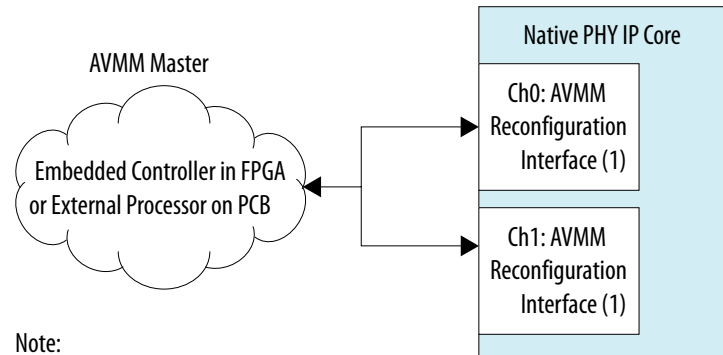 Native PHY IP Core
AVMM Master
Embedded Controller in FPGA
or External Processor on PCB
Ch0: AVMM
Reconfiguration
Interface (1)
Ch1: AVMM
Reconfiguration
Interface (1)
Note: